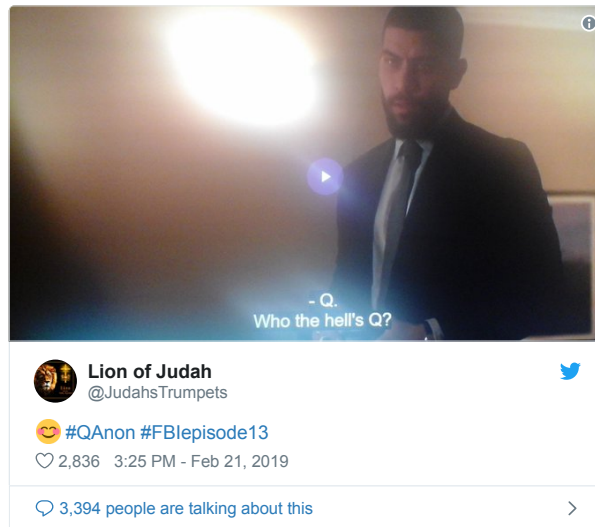 - Q.
Who the hell's Q?
Lion of Judah
@JudahsTrumpets
😊 #QAnon #FBIepisode13
2,836 3:25 PM - Feb 21, 2019
3,394 people are talking about this